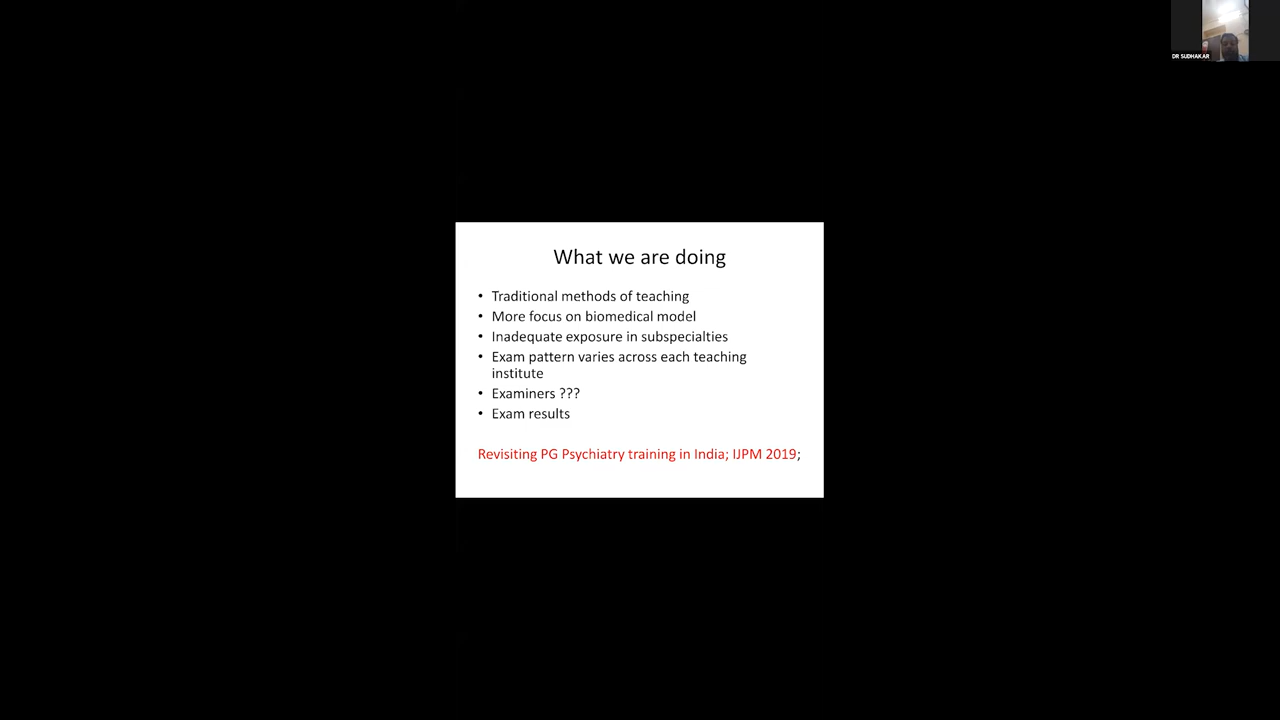 DR SUDHAKAR
What we are doing
• Traditional methods of teaching
• More focus on biomedical model
• Inadequate exposure in subspecialties
• Exam pattern varies across each teaching
institute
• Examiners ???
• Exam results
Revisiting PG Psychiatry training in India; IJPM 2019;